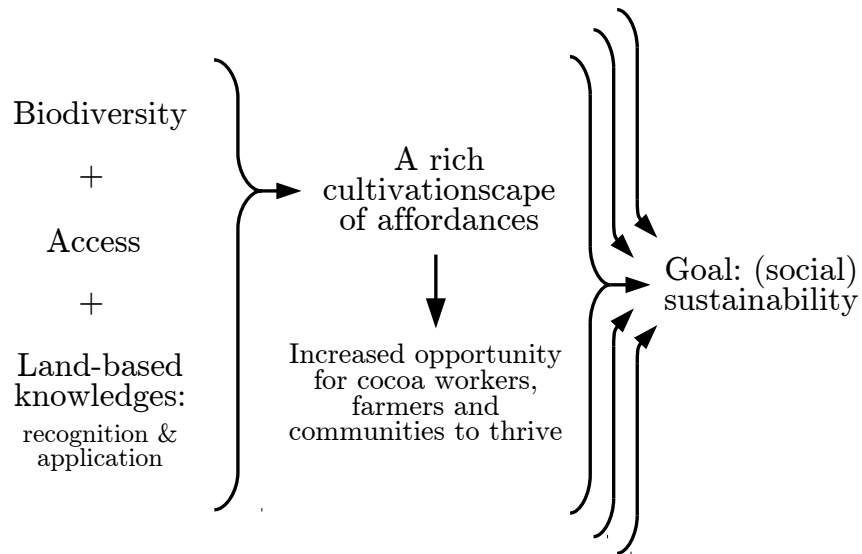 Biodiversity
+
Access
+
Land-based
knowledges:
recognition &
application
A rich
cultivationscape
of affordances
Increased opportunity
for cocoa workers,
farmers and
communities to thrive
Goal: (social)
sustainability